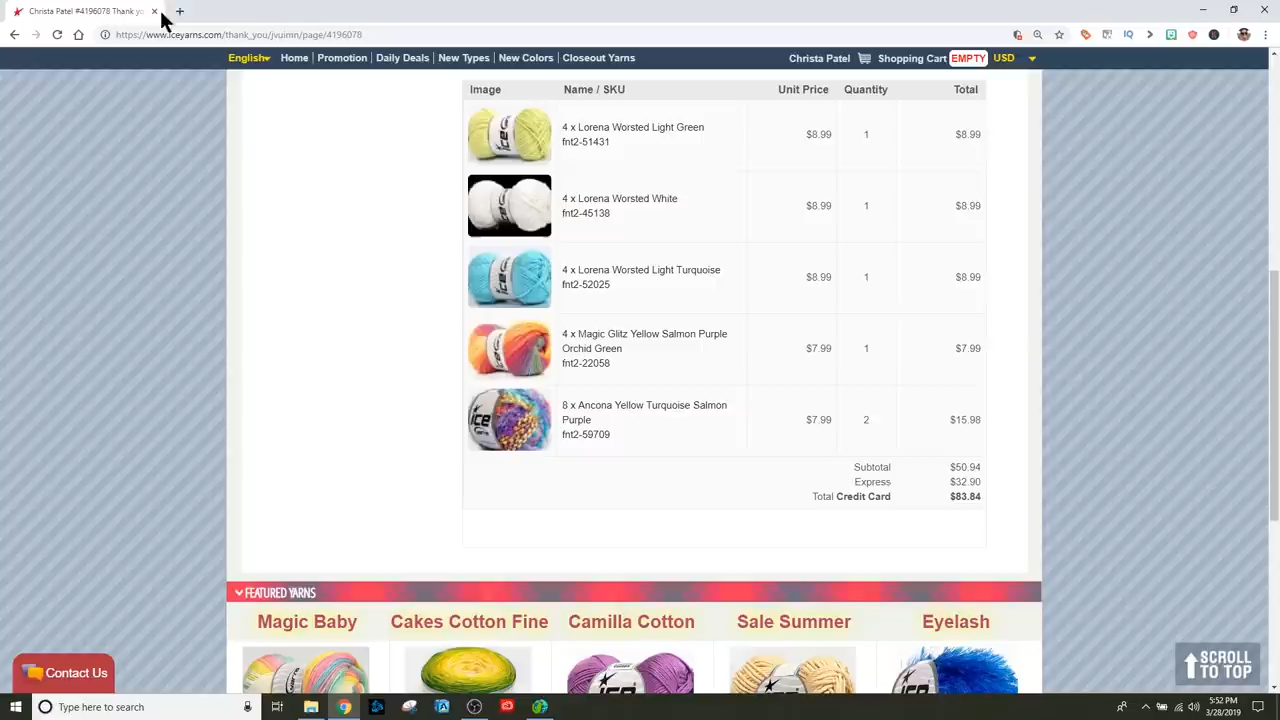 Christa Patel #4196078 Thank yo
https://www.iceyarns.com/thank_you/jvuimn/page/4196078
English Home Promotion Daily Deals New Types New Colors Closeout Yarns Christa Patel Shopping Cart EMPTY USD
Image Name / SKU Unit Price Quantity Total
4 x Lorena Worsted Light Green
fnt2-51431
$8.99 1 $8.99
4 x Lorena Worsted White
fnt2-45138
$8.99 1 $8.99
4 x Lorena Worsted Light Turquoise
fnt2-52025
$8.99 1 $8.99
4 x Magic Glitz Yellow Salmon Purple
Orchid Green
fnt2-22058
$7.99 1 $7.99
8 x Ancona Yellow Turquoise Salmon
Purple
fnt2-59709
$7.99 2 $15.98
Subtotal $50.94
Express $32.90
Total Credit Card $83.84
FEATURED YARNS
Magic Baby Cakes Cotton Fine Camilla Cotton Sale Summer Eyelash
Contact Us
SCROLL
TO TOP
Type here to search
5:52 PM
3/28/2019